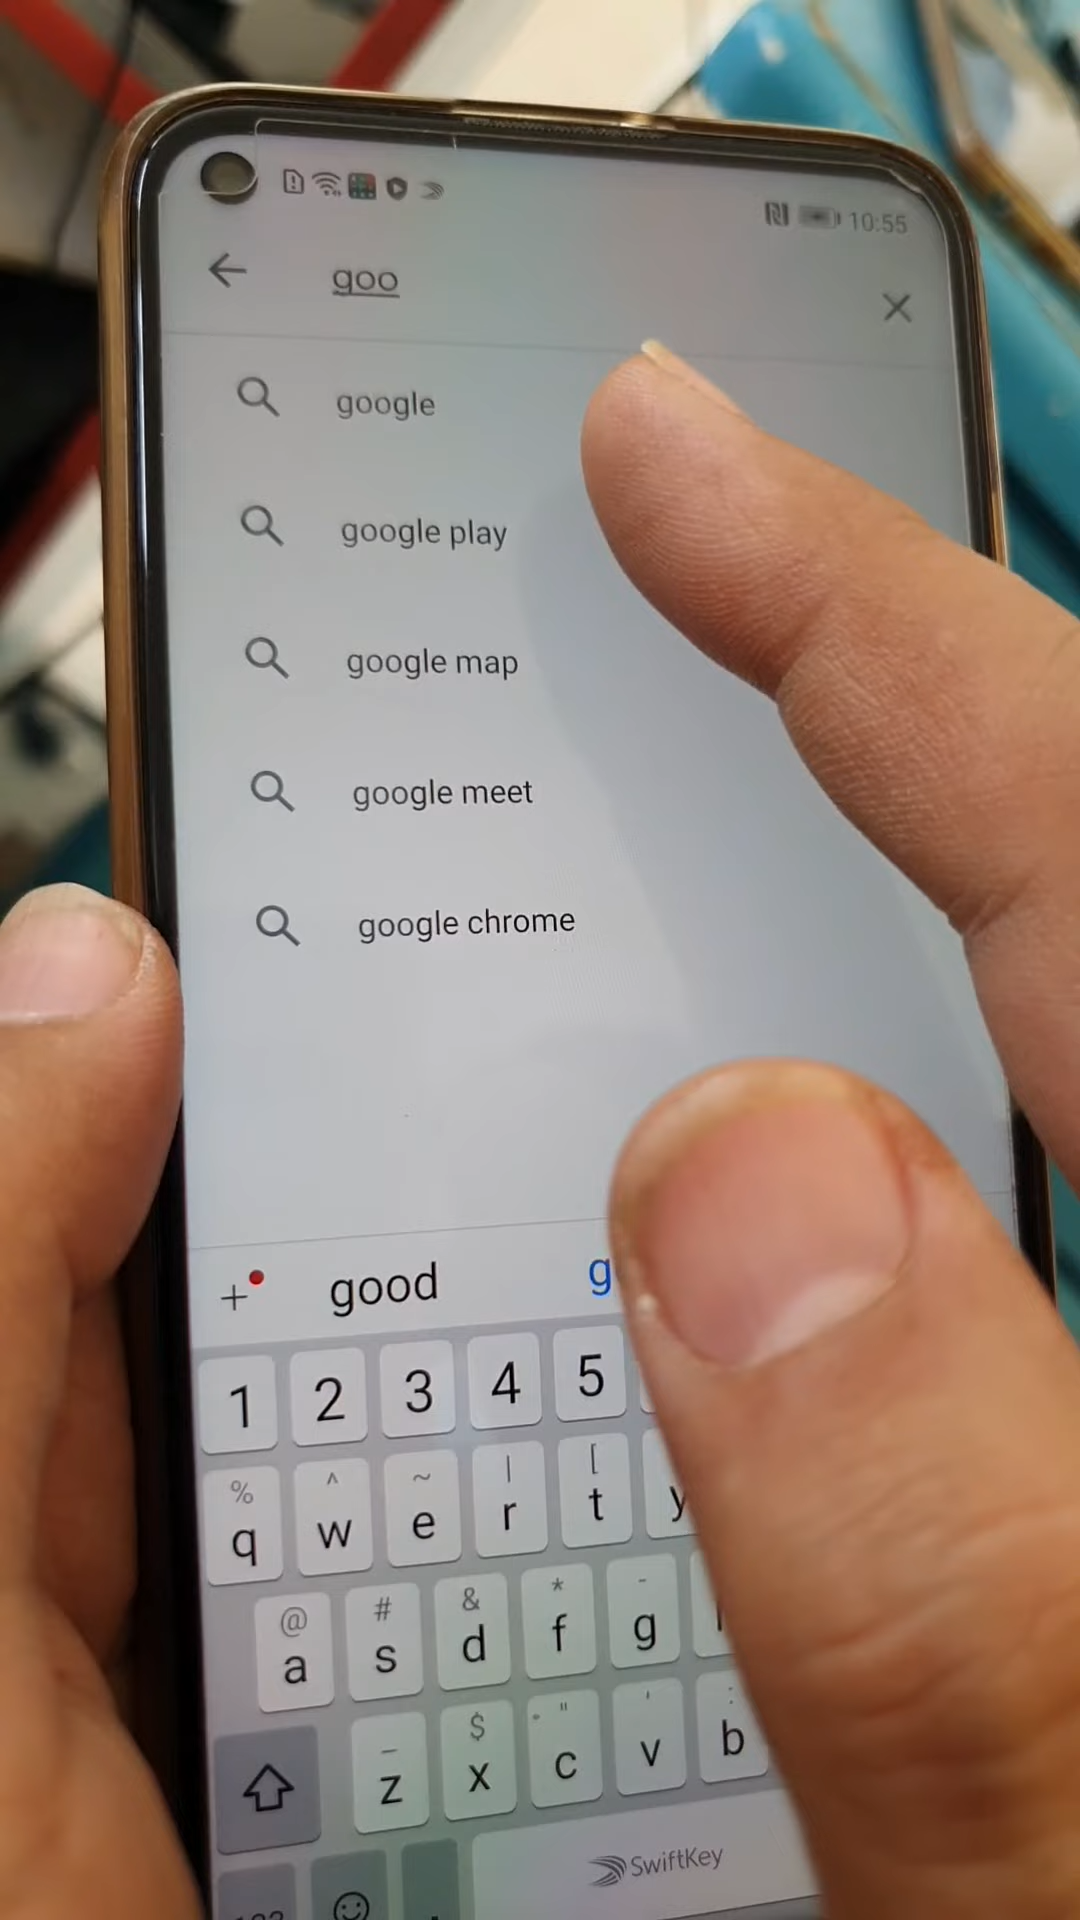 10:55
goo
google
google play
google map
google meet
google chrome
good g
1 2 3 4 5
% ^ ~ | [
q w e r t y
@ # & * -
a s d f g
_ $ " ' :
z x c v b
SwiftKey